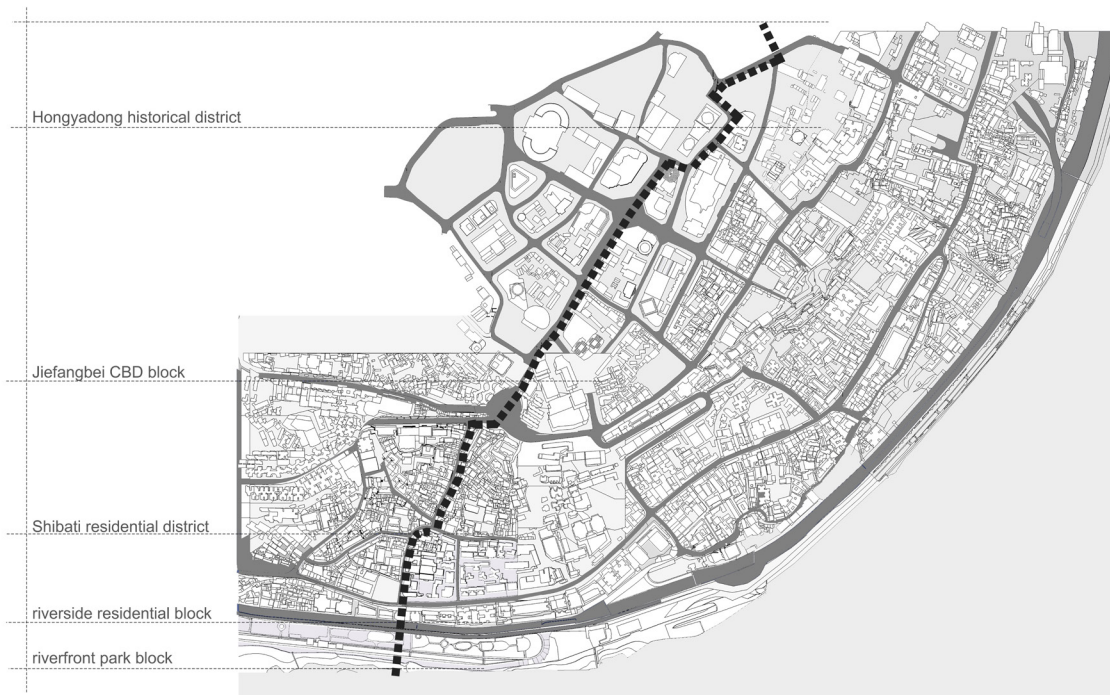 Hongyadong historical district
Jiefangbei CBD block
Shibati residential district
riverside residential block
riverfront park block